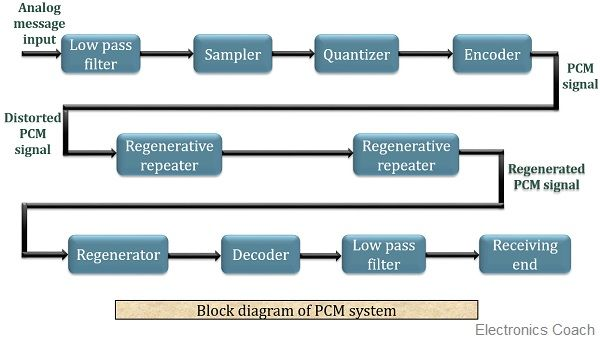 Analog
message
input
Low pass
filter
Sampler
Quantizer
Encoder
PCM
signal
Distorted
PCM
signal
Regenerative
repeater
Regenerative
repeater
Regenerated
PCM signal
Regenerator
Decoder
Low pass
filter
Receiving
end
Block diagram of PCM system
Electronics Coach